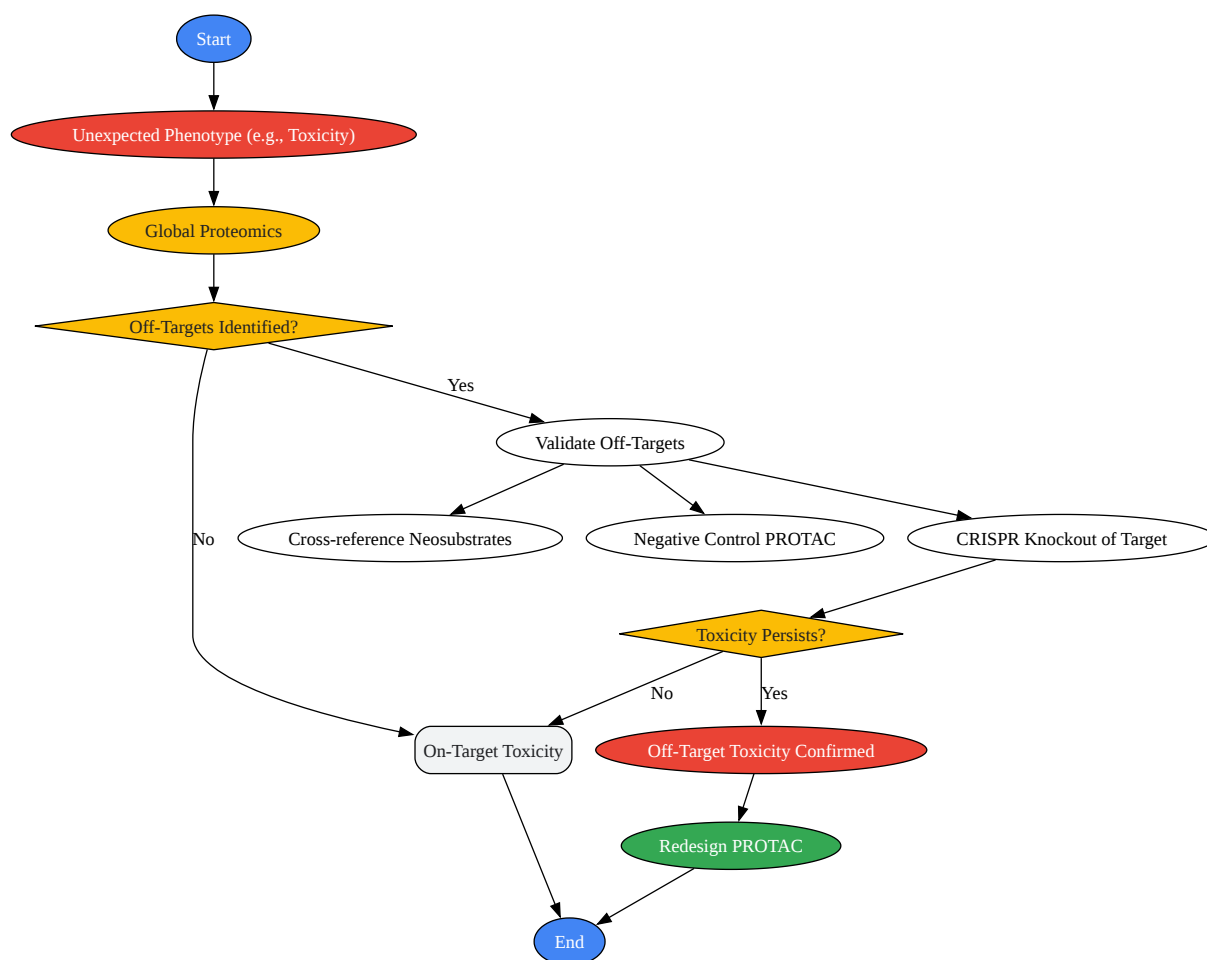 Start
Unexpected Phenotype (e.g., Toxicity)
Global Proteomics
Off-Targets Identified?
Yes
Validate Off-Targets
No
Cross-reference Neosubstrates
Negative Control PROTAC
CRISPR Knockout of Target
Toxicity Persists?
No
Yes
On-Target Toxicity
Off-Target Toxicity Confirmed
Redesign PROTAC
End